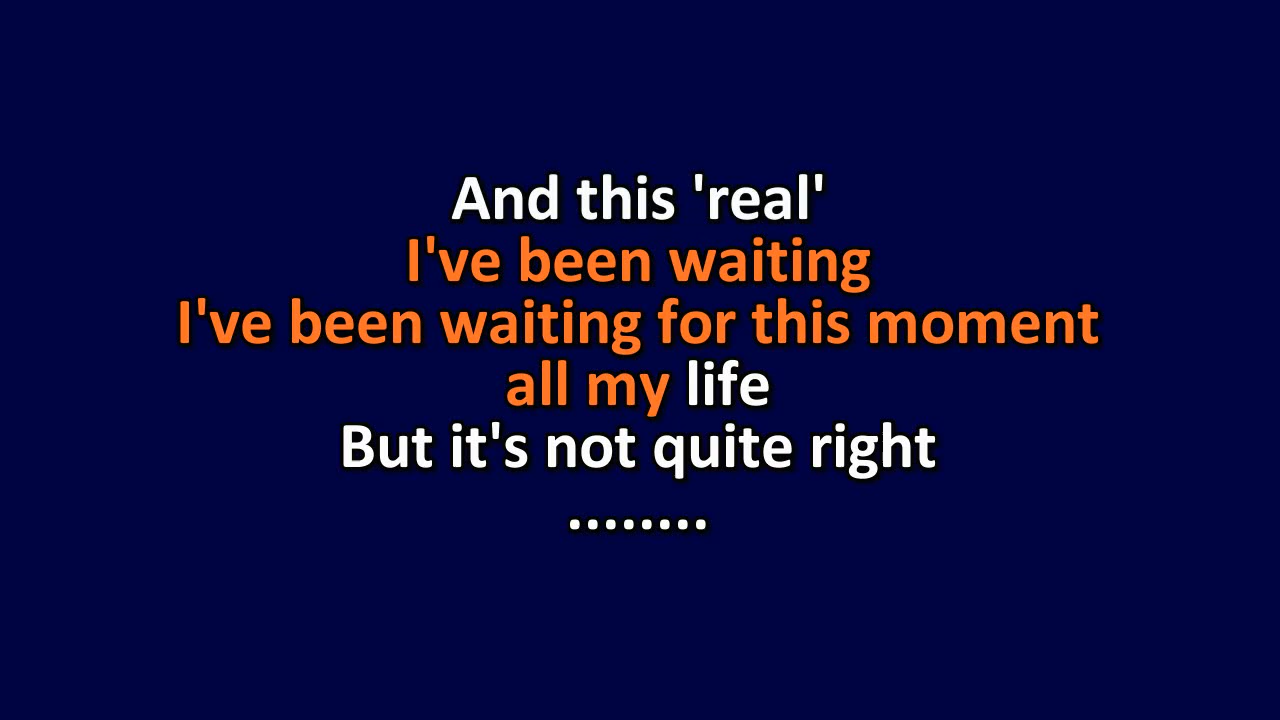 And this 'real'
I've been waiting
I've been waiting for this moment
all my life
But it's not quite right
........